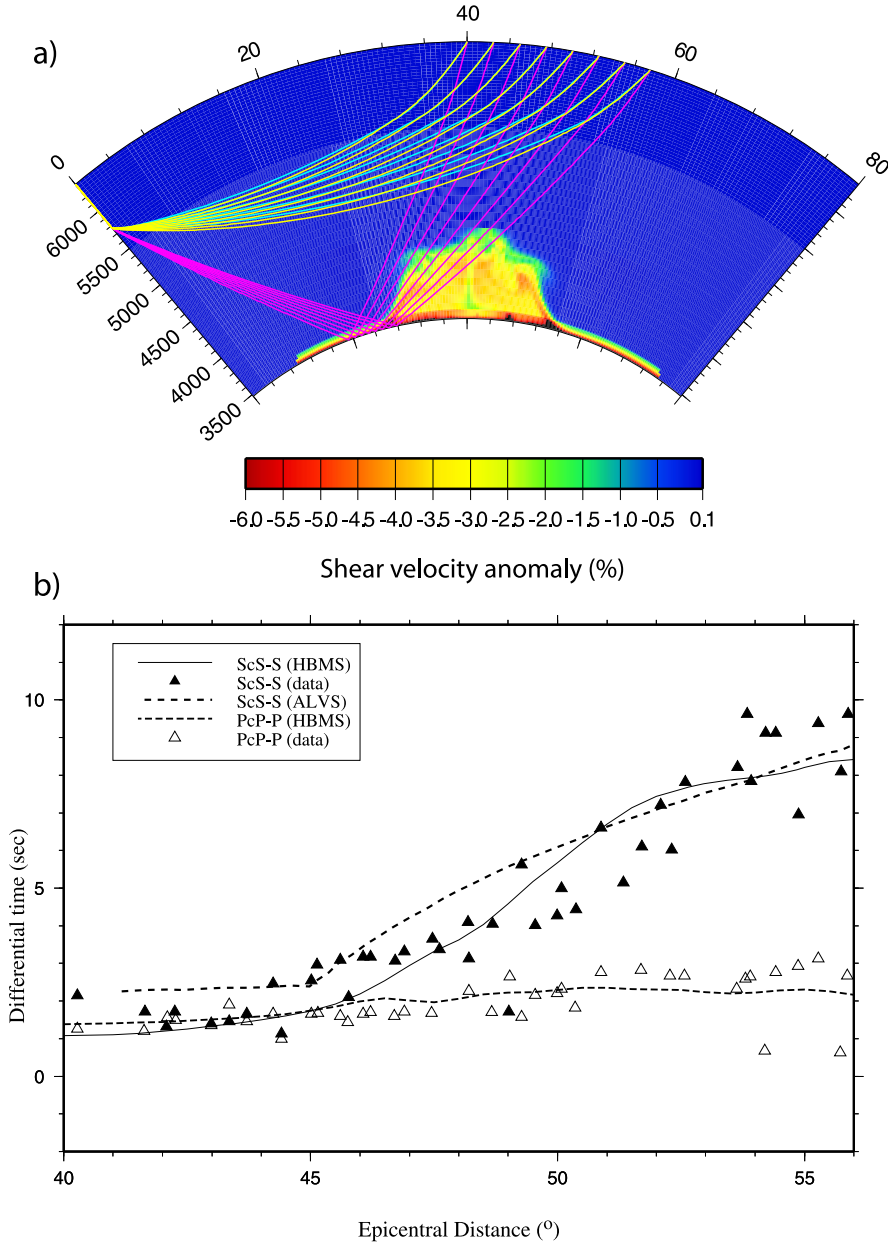 a)
0
20
40
60
80
6000
5500
5000
4500
4000
3500
-6.0 -5.5 -5.0 -4.5 -4.0 -3.5 -3.0 -2.5 -2.0 -1.5 -1.0 -0.5 0.1
Shear velocity anomaly (%)
b)
ScS-S (HBMS)
ScS-S (data)
ScS-S (ALVS)
PcP-P (HBMS)
PcP-P (data)
10
5
0
Differential time (sec)
40 45 50 55
Epicentral Distance (°)